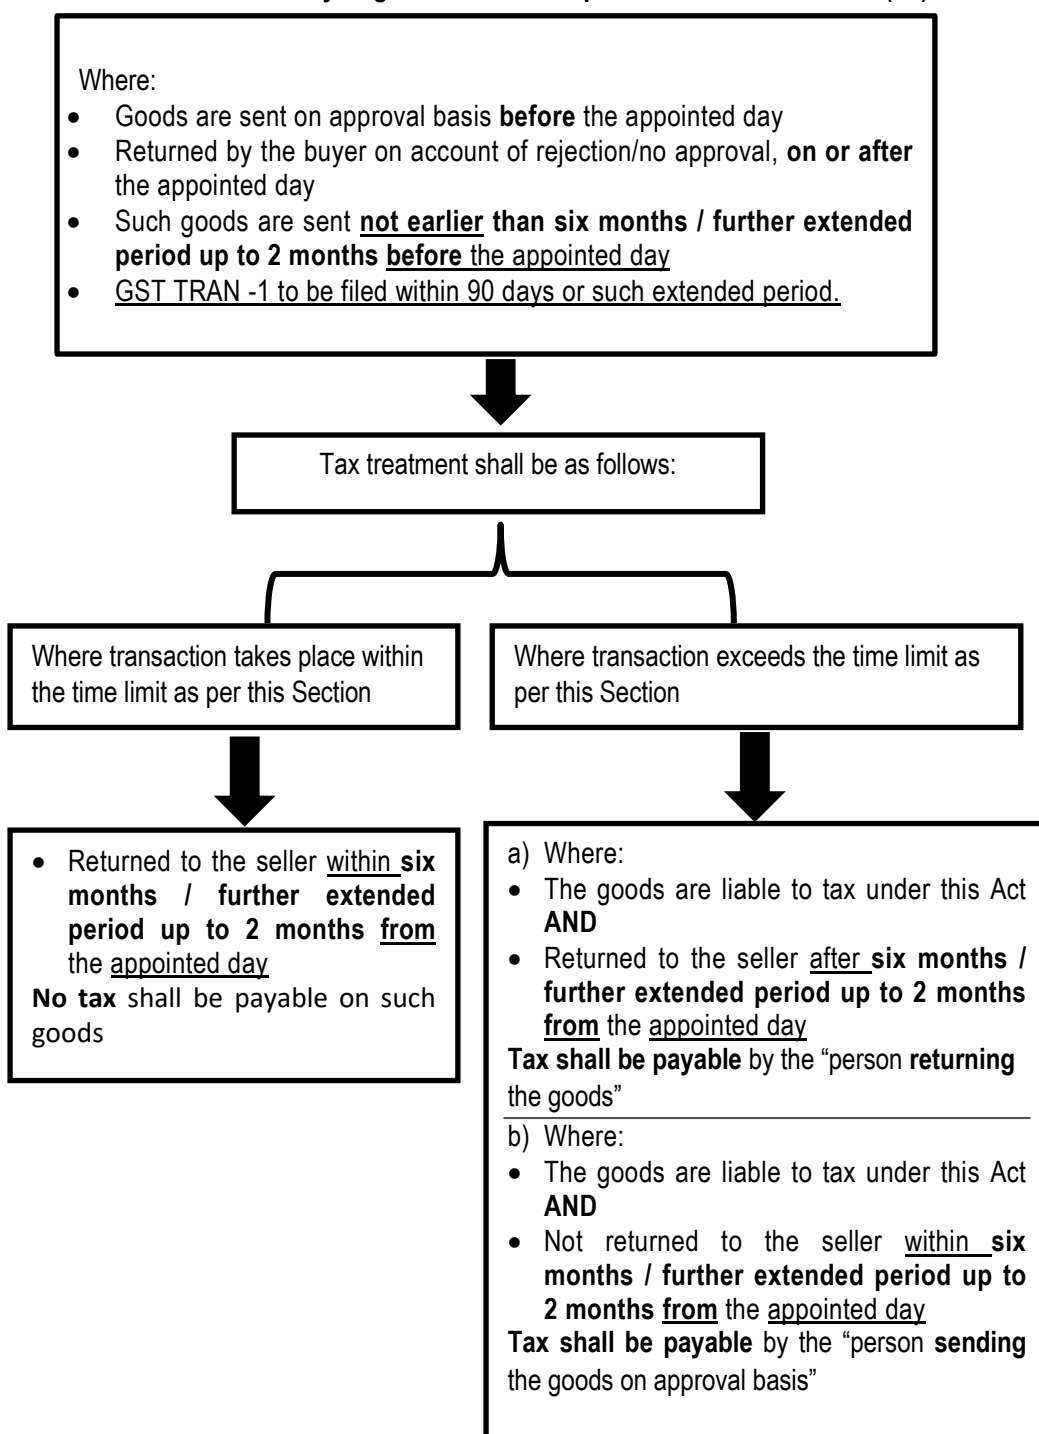 Where:
• Goods are sent on approval basis before the appointed day
• Returned by the buyer on account of rejection/no approval, on or after
the appointed day
• Such goods are sent not earlier than six months / further extended
period up to 2 months before the appointed day
• GST TRAN -1 to be filed within 90 days or such extended period.
Tax treatment shall be as follows:
Where transaction takes place within
the time limit as per this Section
Where transaction exceeds the time limit as
per this Section
• Returned to the seller within six
months / further extended
period up to 2 months from
the appointed day
No tax shall be payable on such
goods
a) Where:
• The goods are liable to tax under this Act
AND
• Returned to the seller after six months /
further extended period up to 2 months
from the appointed day
Tax shall be payable by the “person returning
the goods”
b) Where:
• The goods are liable to tax under this Act
AND
• Not returned to the seller within six
months / further extended period up to
2 months from the appointed day
Tax shall be payable by the “person sending
the goods on approval basis”